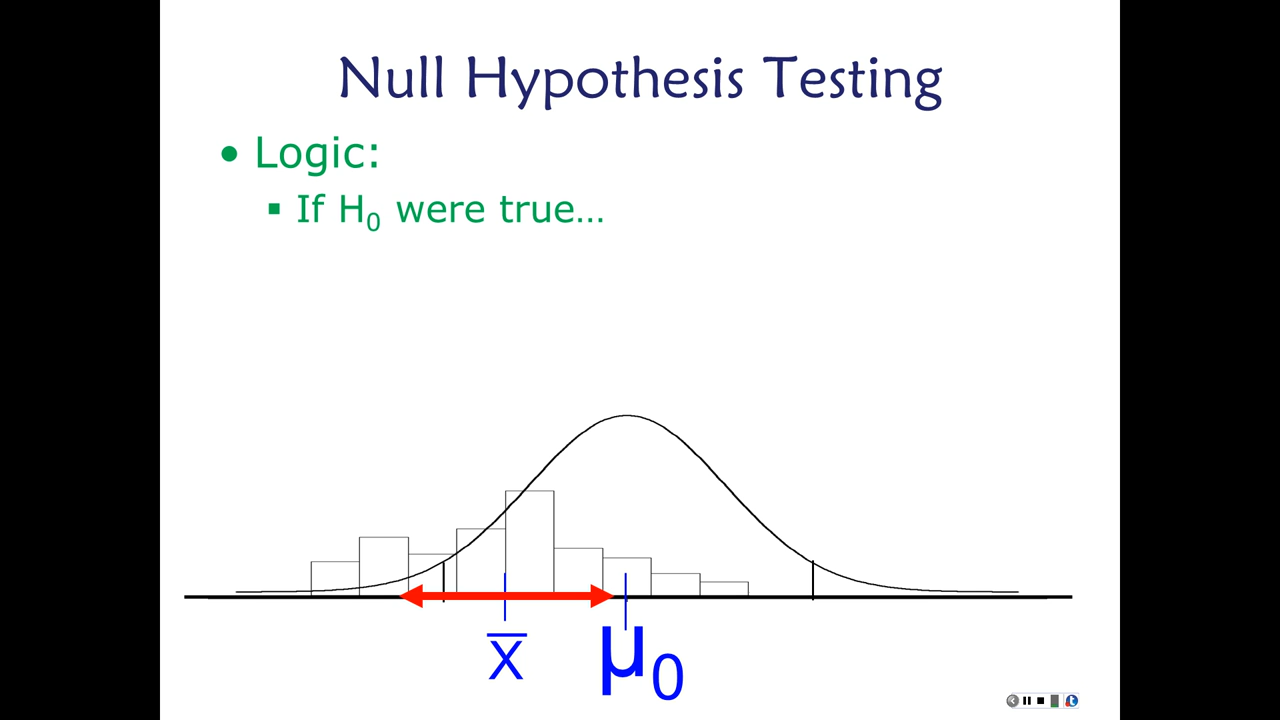 Null Hypothesis Testing
• Logic:
▪ If H₀ were true…
x̅ μ₀